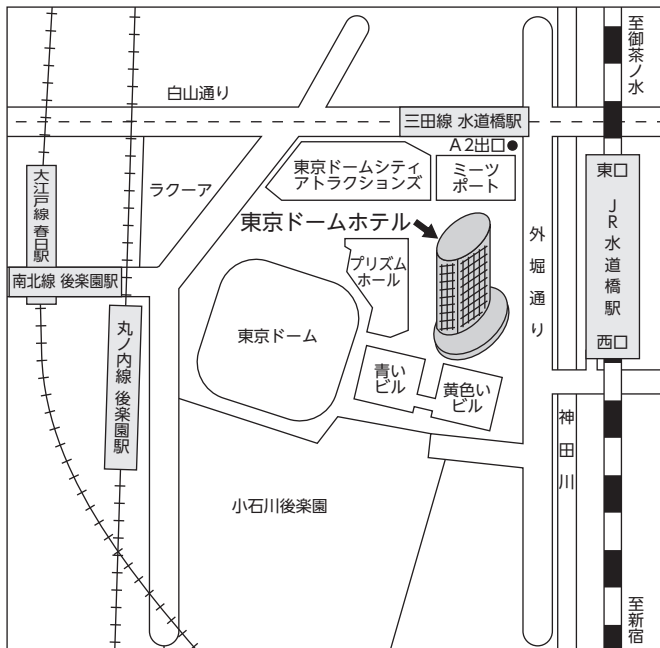 至御茶ノ水
白山通り
三田線 水道橋駅
A2出口
東京ドームシティ
アトラクションズ
ミーツ
ポート
東口
JR水道橋駅
西口
大江戸線 春日駅
ラクーア
東京ドームホテル
外堀通り
南北線 後楽園駅
プリズム
ホール
丸ノ内線 後楽園駅
東京ドーム
青い
ビル
黄色い
ビル
神田川
小石川後楽園
至新宿